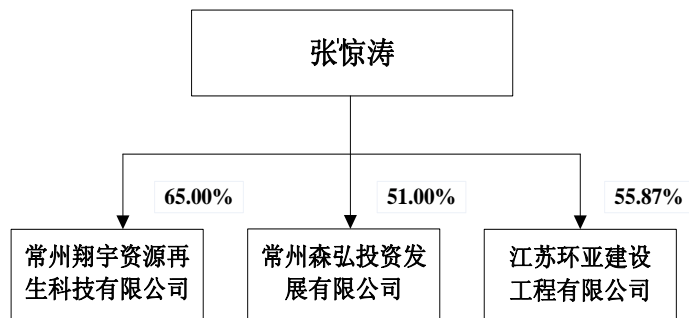 张惊涛
65.00%
51.00%
55.87%
常州翔宇资源再
生科技有限公司
常州森弘投资发
展有限公司
江苏环亚建设
工程有限公司